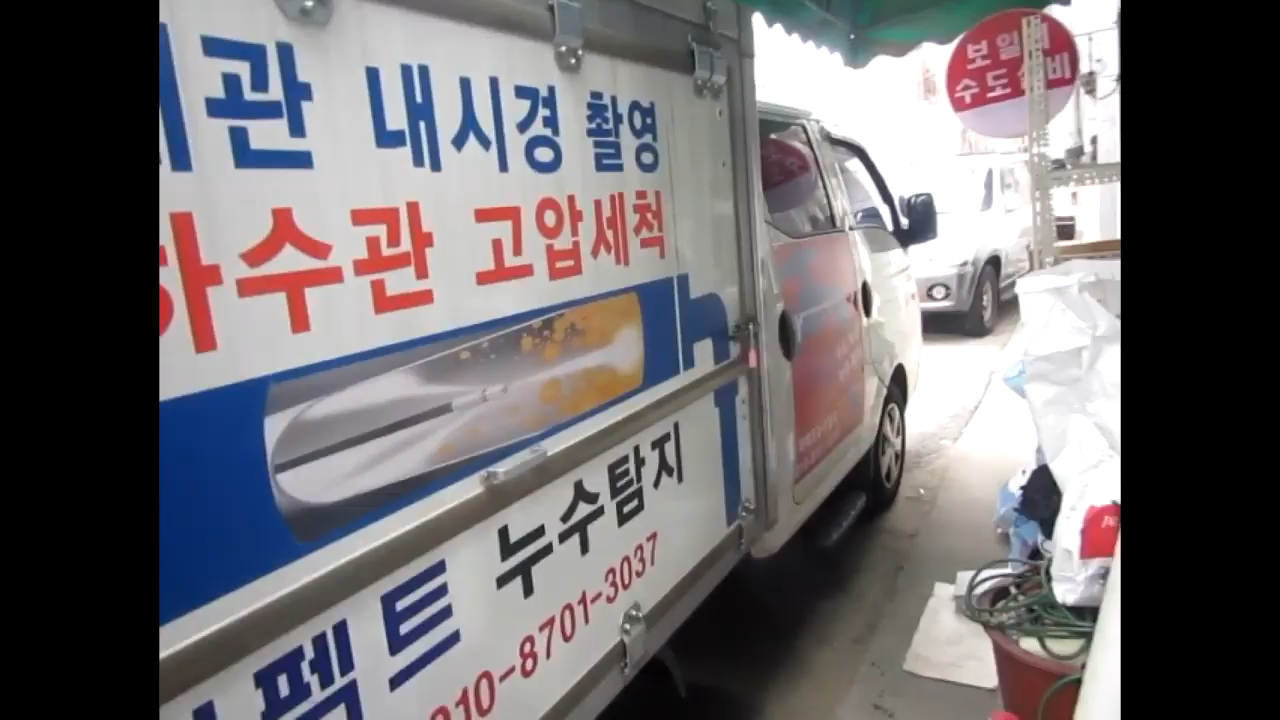 관 내시경 촬영
하수관 고압세척
누수탐지
펙트
010-8701-3037
보일러
수도설비